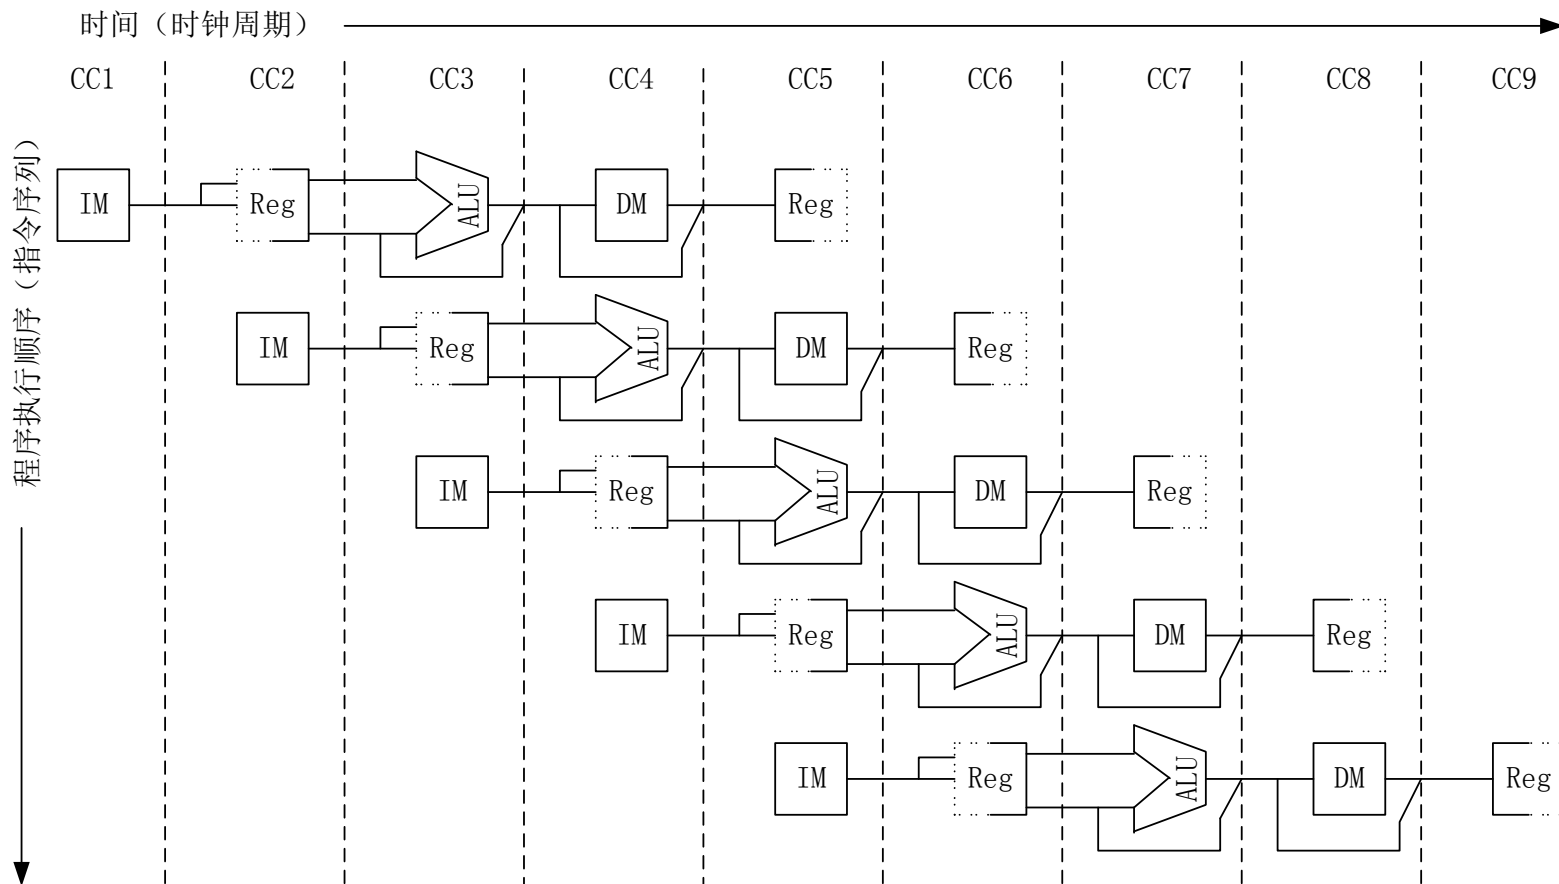 时间（时钟周期）
CC1 CC2 CC3 CC4 CC5 CC6 CC7 CC8 CC9
程序执行顺序（指令序列）
IM Reg ALU DM Reg
IM Reg ALU DM Reg
IM Reg ALU DM Reg
IM Reg ALU DM Reg
IM Reg ALU DM Reg